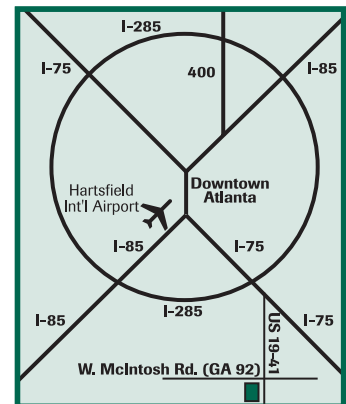 I-285
I-75
400
I-85
Hartsfield
Int'l Airport
Downtown
Atlanta
I-85
I-75
I-85
I-285
US 19-41
I-75
W. McIntosh Rd. (GA 92)